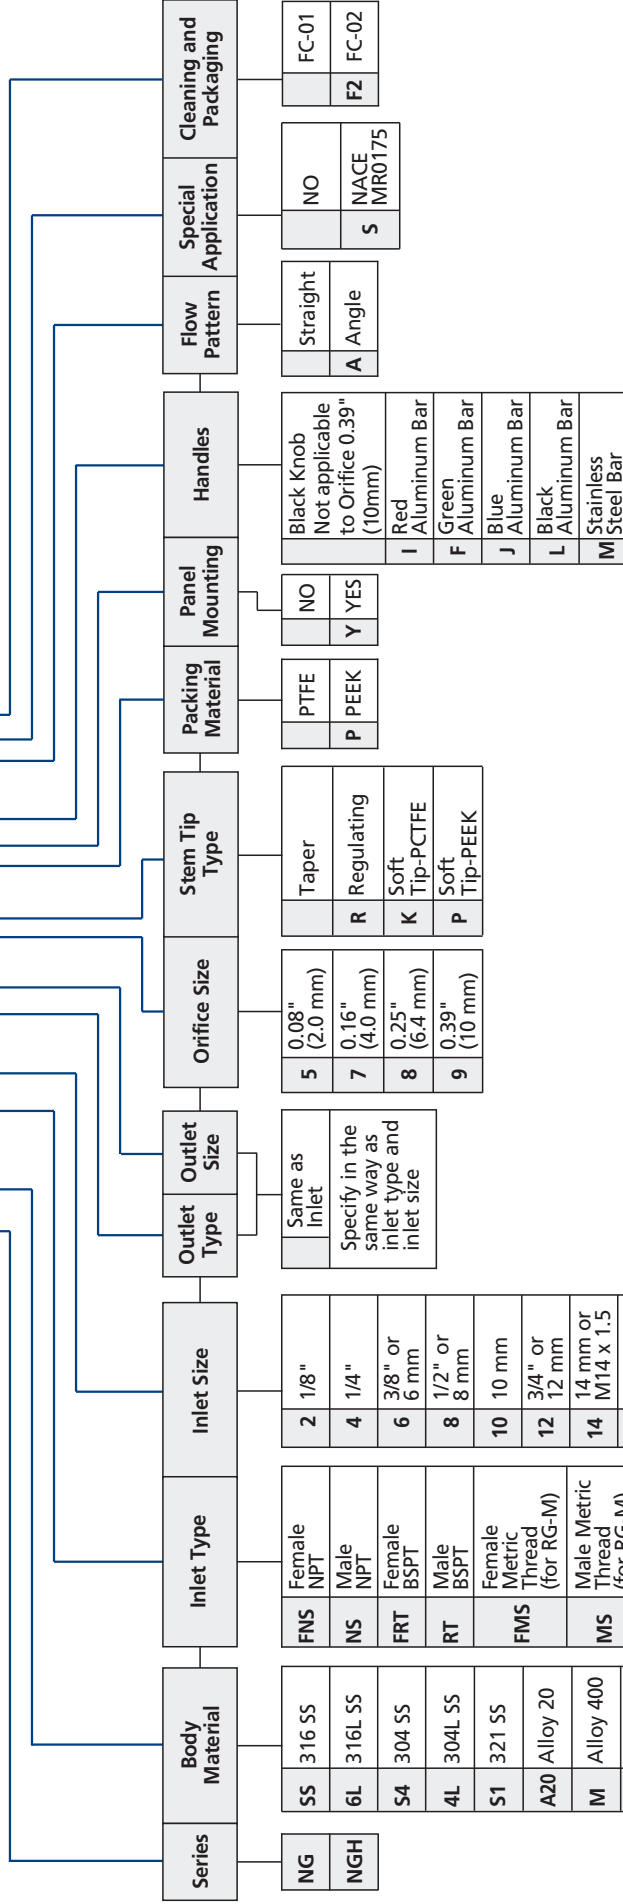 Series
NG
NGH
Body
Material
SS 316 SS
6L 316L SS
S4 304 SS
4L 304L SS
S1 321 SS
A20 Alloy 20
M Alloy 400
Inlet Type
FNS Female
NPT
NS Male
NPT
FRT Female
BSPT
RT Male
BSPT
FMS Female
Metric
Thread
(for RG-M)
MS Male Metric
Thread
(for RG-M)
Inlet Size
2 1/8"
4 1/4"
6 3/8" or
6 mm
8 1/2" or
8 mm
10 10 mm
12 3/4" or
12 mm
14 14 mm or
M14 x 1.5
Outlet
Type
Outlet
Size
Same as
Inlet
Specify in the
same way as
inlet type and
inlet size
Orifice Size
5 0.08"
(2.0 mm)
7 0.16"
(4.0 mm)
8 0.25"
(6.4 mm)
9 0.39"
(10 mm)
Stem Tip
Type
Taper
R Regulating
K Soft
Tip-PCTFE
P Soft
Tip-PEEK
Packing
Material
PTFE
P PEEK
Panel
Mounting
NO
Y YES
Handles
Black Knob
Not applicable
to Orifice 0.39"
(10mm)
I Red
Aluminum Bar
F Green
Aluminum Bar
J Blue
Aluminum Bar
L Black
Aluminum Bar
M Stainless
Steel Bar
Flow
Pattern
Straight
A Angle
Special
Application
NO
S NACE
MR0175
Cleaning and
Packaging
FC-01
F2 FC-02